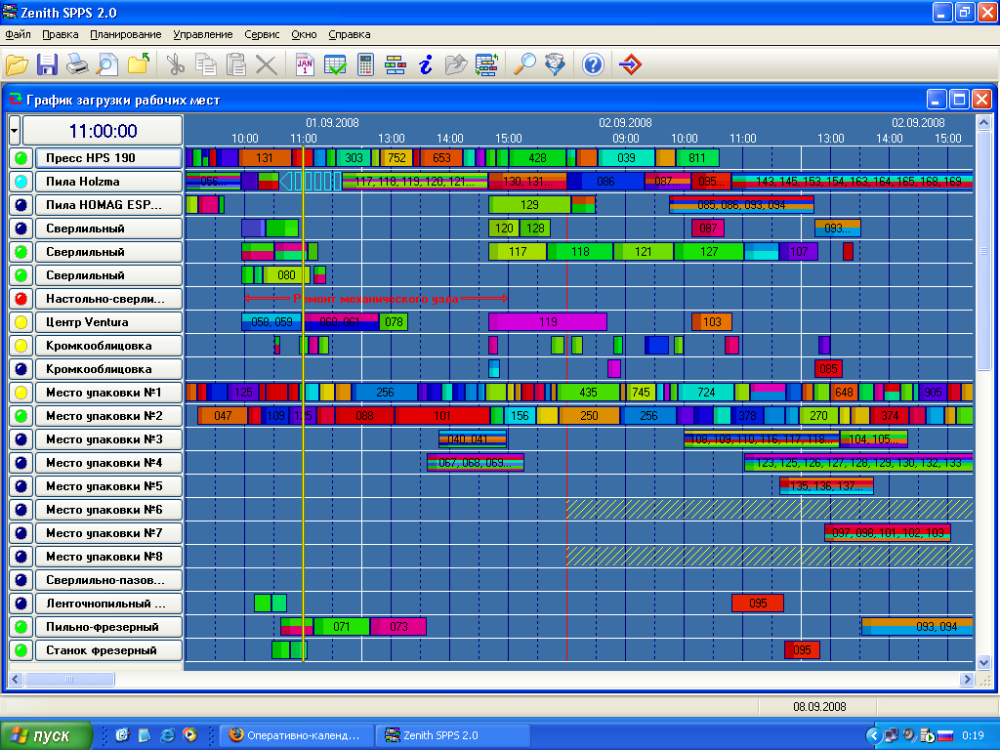 Zenith SPPS 2.0
Файл Правка Планирование Управление Сервис Окно Справка
JAN 1
График загрузки рабочих мест
11:00:00
01.09.2008 02.09.2008 02.09.2008
10:00 11:00 13:00 14:00 15:00 09:00 10:00 11:00 13:00 14:00 15:00
Пресс HPS 190 131 303 752 653 428 039 811
Пила Holzma 056... 117, 118, 119, 120, 121... 130, 131... 086 087 095... 143, 145, 153, 154, 163, 164, 165, 168, 169
Пила HOMAG ESP... 129 085, 086, 093, 094
Сверлильный 120 128 087 093...
Сверлильный 117 118 121 127 107
Сверлильный 080
Настольно-сверли... Ремонт механического узла
Центр Ventura 058, 059 060, 061 078 119 103
Кромкооблицовка
Кромкооблицовка 085
Место упаковки №1 125 256 435 745 724 648 905
Место упаковки №2 047 109 125 088 101 156 250 256 378 270 374
Место упаковки №3 040, 041... 108, 109, 110, 116, 117, 118... 104, 105...
Место упаковки №4 067, 068, 069... 123, 125, 126, 127, 128, 129, 130, 132, 133
Место упаковки №5 135, 136, 137...
Место упаковки №6
Место упаковки №7 097, 098, 101, 102, 103
Место упаковки №8
Сверлильно-пазов...
Ленточнопильный ... 095
Пильно-фрезерный 071 073 093, 094
Станок фрезерный 095
08.09.2008
пуск Оперативно-календ... Zenith SPPS 2.0 0:19